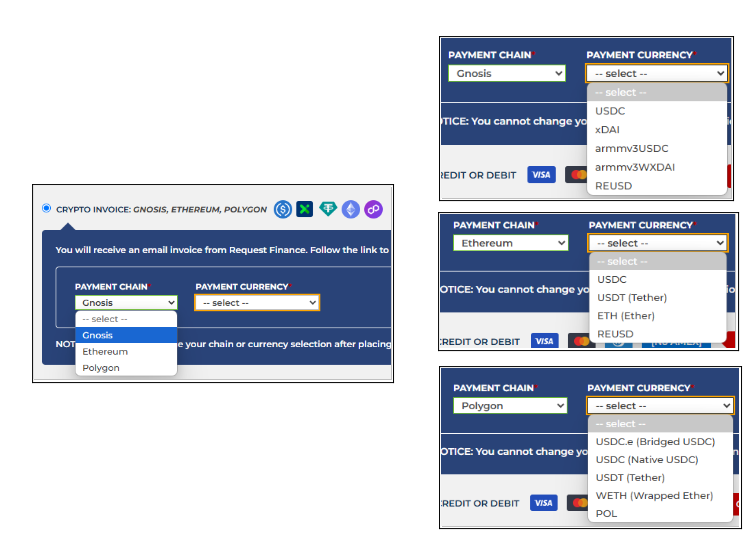 CRYPTO INVOICE: GNOSIS, ETHEREUM, POLYGON
You will receive an email invoice from Request Finance. Follow the link to
PAYMENT CHAIN*
PAYMENT CURRENCY*
Gnosis
-- select --
-- select --
Gnosis
Ethereum
Polygon
NOT
e your chain or currency selection after placing
PAYMENT CHAIN*
PAYMENT CURRENCY*
Gnosis
-- select --
-- select --
USDC
xDAI
armmv3USDC
armmv3WXDAI
REUSD
OTICE: You cannot change yo
REDIT OR DEBIT
VISA
PAYMENT CHAIN*
PAYMENT CURRENCY*
Ethereum
-- select --
-- select --
USDC
USDT (Tether)
ETH (Ether)
REUSD
OTICE: You cannot change yo
CREDIT OR DEBIT
VISA
PAYMENT CHAIN*
PAYMENT CURRENCY*
Polygon
-- select --
-- select --
USDC.e (Bridged USDC)
USDC (Native USDC)
USDT (Tether)
WETH (Wrapped Ether)
POL
OTICE: You cannot change yo
REDIT OR DEBIT
VISA